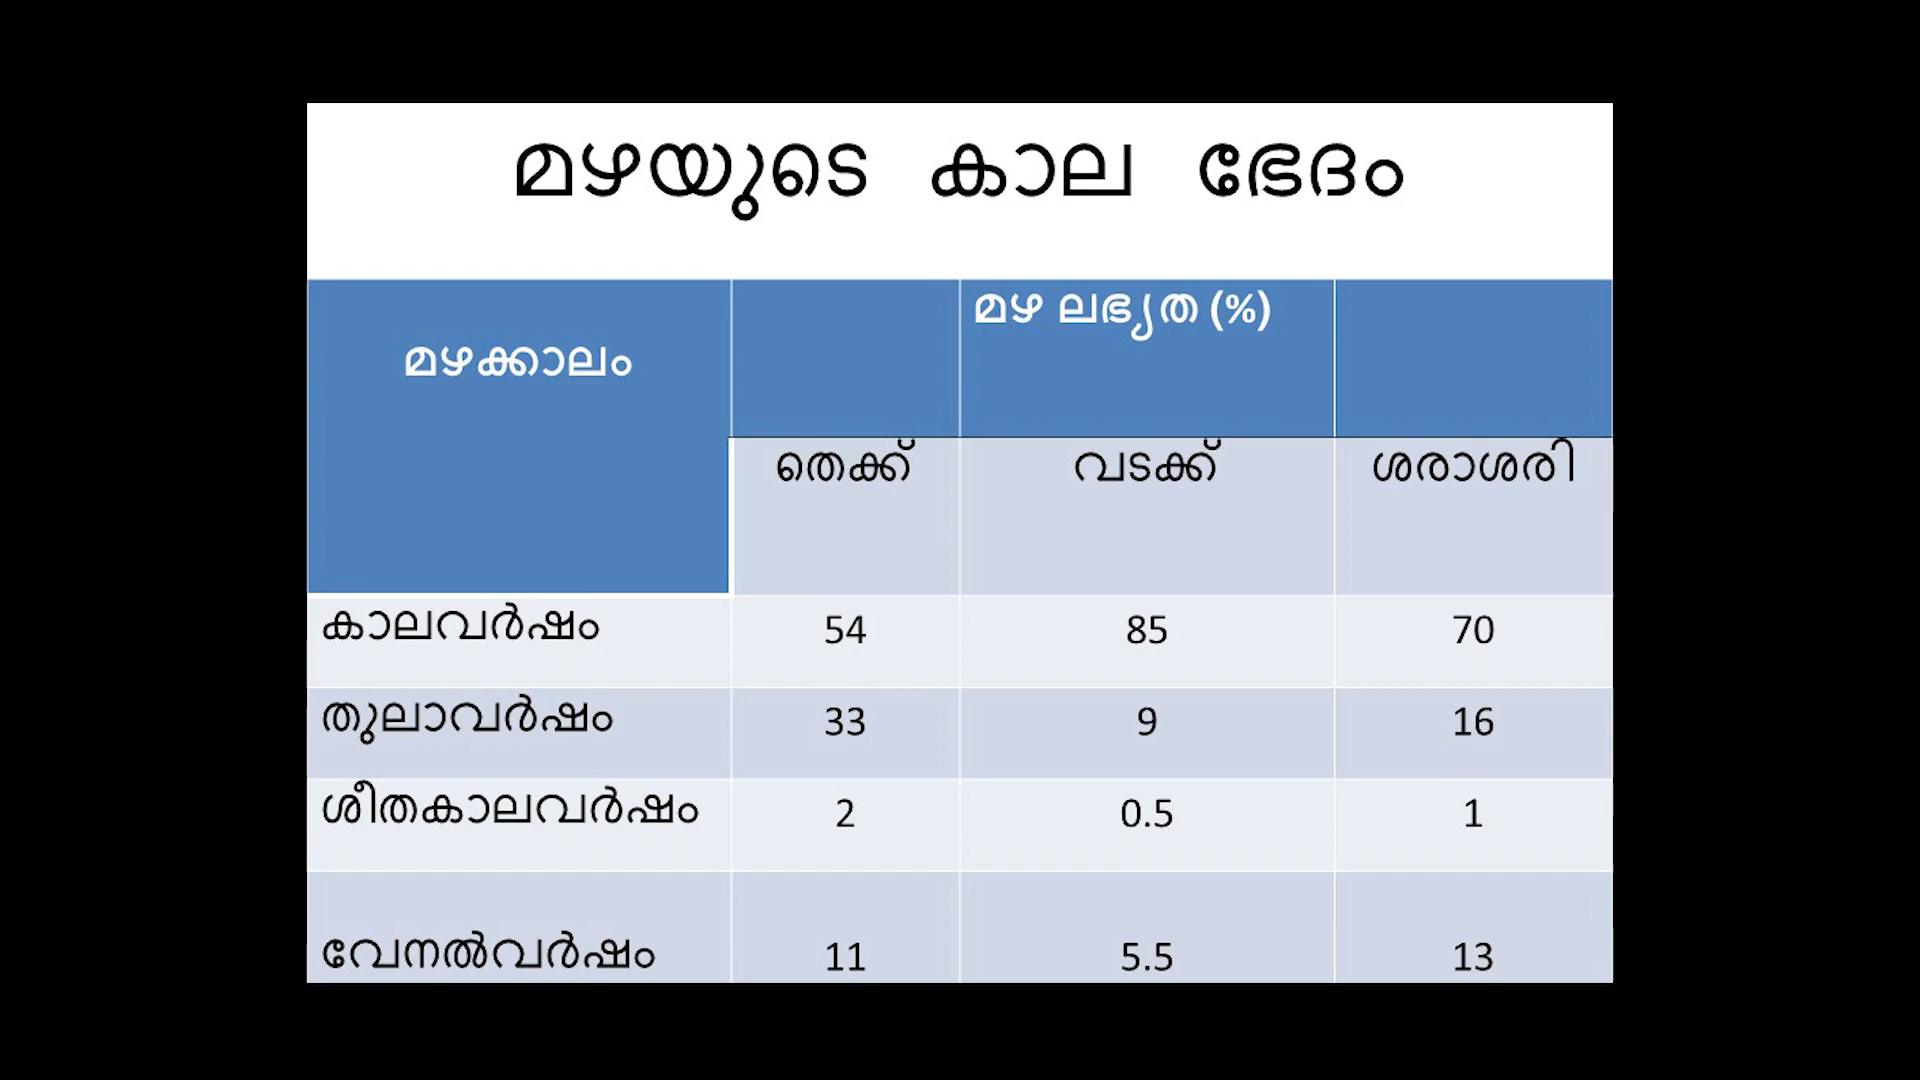 മഴയുടെ കാല ഭേദം
മഴക്കാലം മഴ ലഭ്യത (%)
തെക്ക് വടക്ക് ശരാശരി
കാലവർഷം 54 85 70
തുലാവർഷം 33 9 16
ശീതകാലവർഷം 2 0.5 1
വേനൽവർഷം 11 5.5 13